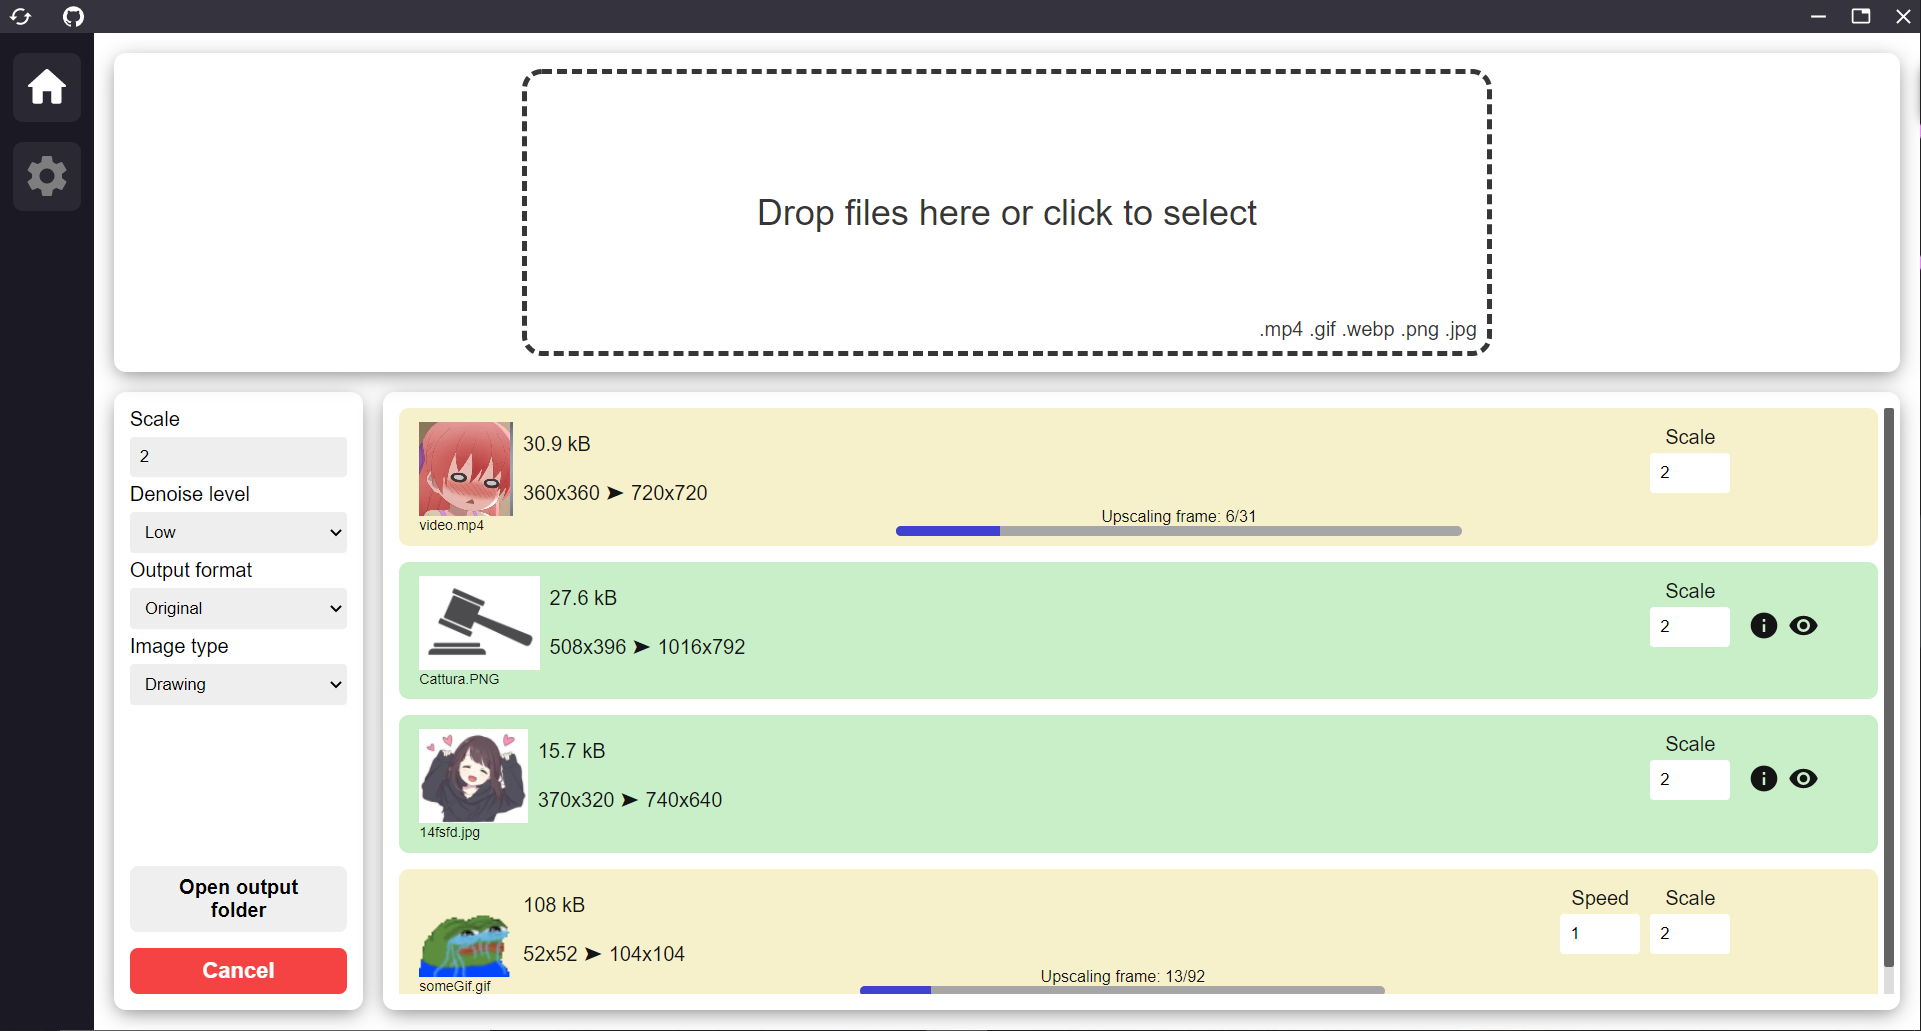 Drop files here or click to select
.mp4 .gif .webp .png .jpg
Scale
2
Denoise level
Low
Output format
Original
Image type
Drawing
Open output
folder
Cancel
30.9 kB
360x360 ➤ 720x720
video.mp4
Upscaling frame: 6/31
Scale
2
27.6 kB
508x396 ➤ 1016x792
Cattura.PNG
Scale
2
15.7 kB
370x320 ➤ 740x640
14fsfd.jpg
Scale
2
108 kB
52x52 ➤ 104x104
someGif.gif
Upscaling frame: 13/92
Speed
1
Scale
2